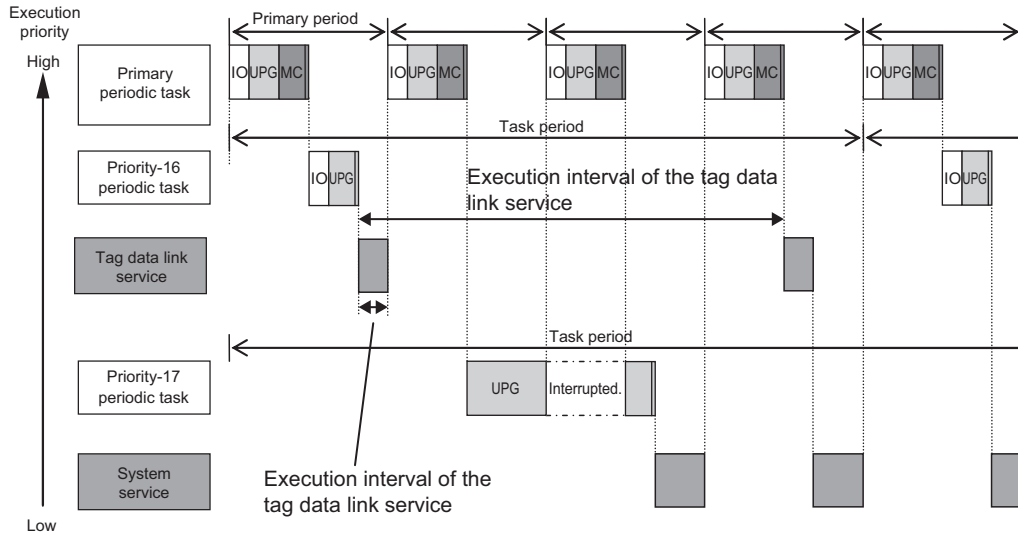 Execution
priority
High
Primary period
Primary
periodic task
IO UPG MC
IO UPG MC
IO UPG MC
IO UPG MC
IO UPG MC
Task period
Priority-16
periodic task
IO UPG
Execution interval of the tag data
link service
IO UPG
Tag data link
service
Task period
Priority-17
periodic task
UPG
Interrupted.
System
service
Execution interval of the
tag data link service
Low